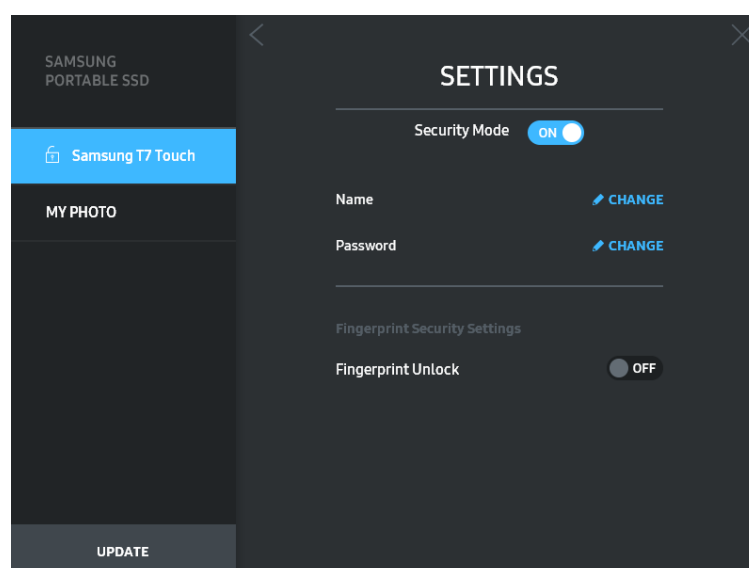 SAMSUNG
PORTABLE SSD
Samsung T7 Touch
MY PHOTO
UPDATE
SETTINGS
Security Mode ON
Name CHANGE
Password CHANGE
Fingerprint Security Settings
Fingerprint Unlock OFF